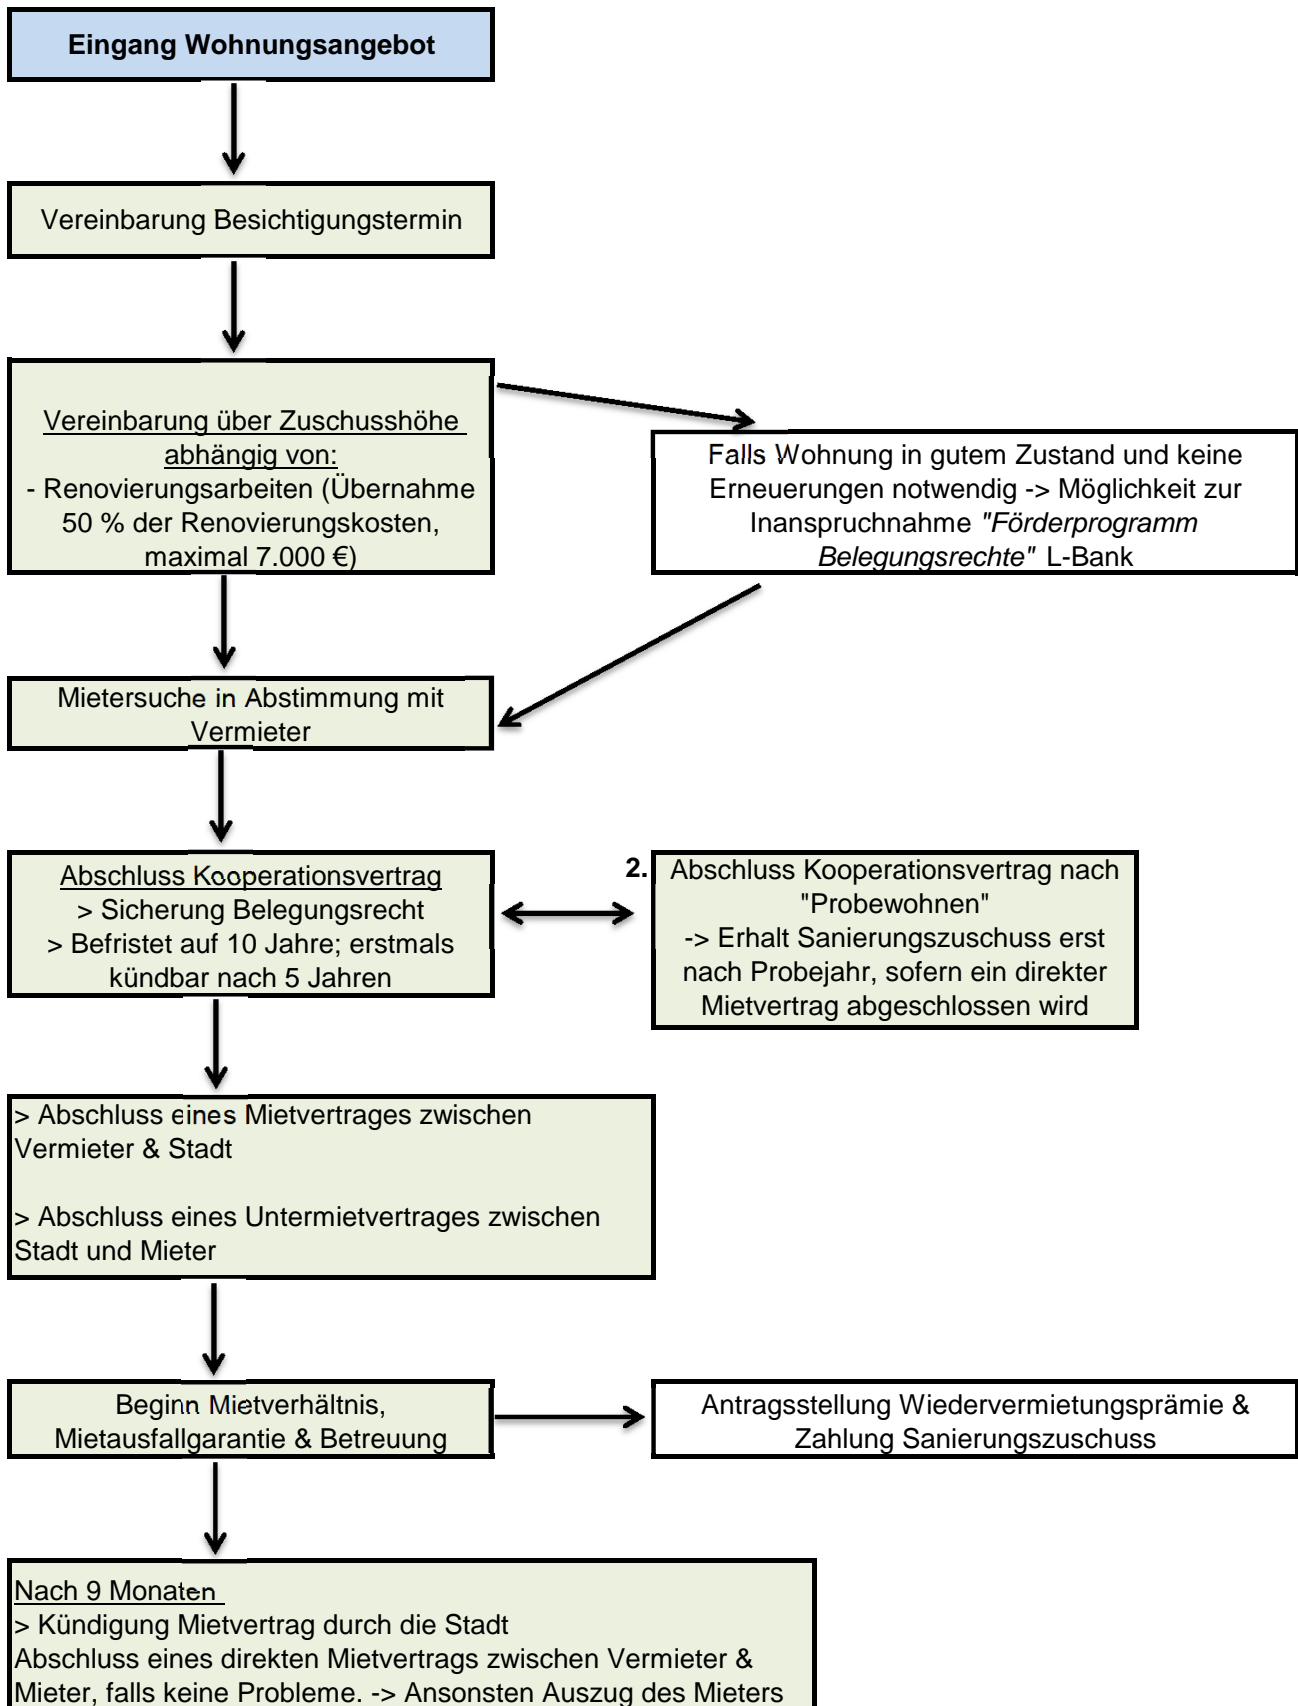 Eingang Wohnungsangebot
Vereinbarung Besichtigungstermin
Vereinbarung über Zuschusshöhe
abhängig von:
- Renovierungsarbeiten (Übernahme
50 % der Renovierungskosten,
maximal 7.000 €)
Falls Wohnung in gutem Zustand und keine
Erneuerungen notwendig -> Möglichkeit zur
Inanspruchnahme "Förderprogramm
Belegungsrechte" L-Bank
Mietersuche in Abstimmung mit
Vermieter
Abschluss Kooperationsvertrag
> Sicherung Belegungsrecht
> Befristet auf 10 Jahre; erstmals
kündbar nach 5 Jahren
2.
Abschluss Kooperationsvertrag nach
"Probewohnen"
-> Erhalt Sanierungszuschuss erst
nach Probejahr, sofern ein direkter
Mietvertrag abgeschlossen wird
> Abschluss eines Mietvertrages zwischen
Vermieter & Stadt
> Abschluss eines Untermietvertrages zwischen
Stadt und Mieter
Beginn Mietverhältnis,
Mietausfallgarantie & Betreuung
Antragsstellung Wiedervermietungsprämie &
Zahlung Sanierungszuschuss
Nach 9 Monaten
> Kündigung Mietvertrag durch die Stadt
Abschluss eines direkten Mietvertrags zwischen Vermieter &
Mieter, falls keine Probleme. -> Ansonsten Auszug des Mieters